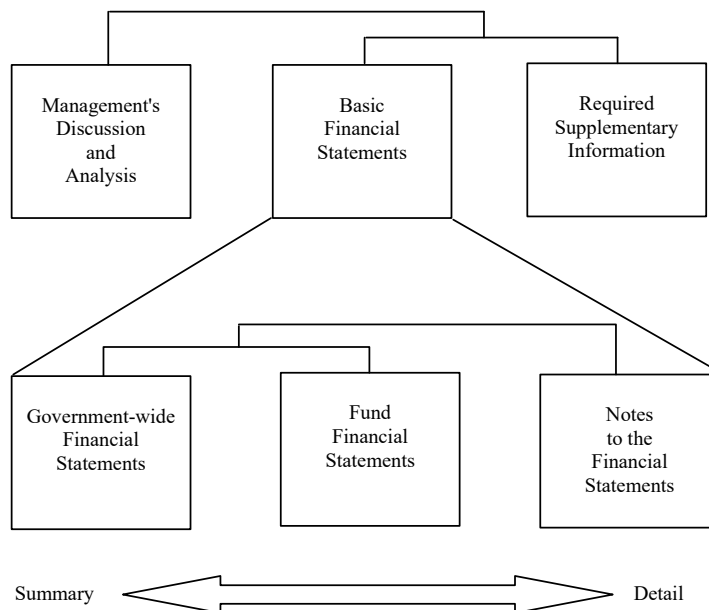 Management's
Discussion
and
Analysis
Basic
Financial
Statements
Required
Supplementary
Information
Government-wide
Financial
Statements
Fund
Financial
Statements
Notes
to the
Financial
Statements
Summary
Detail